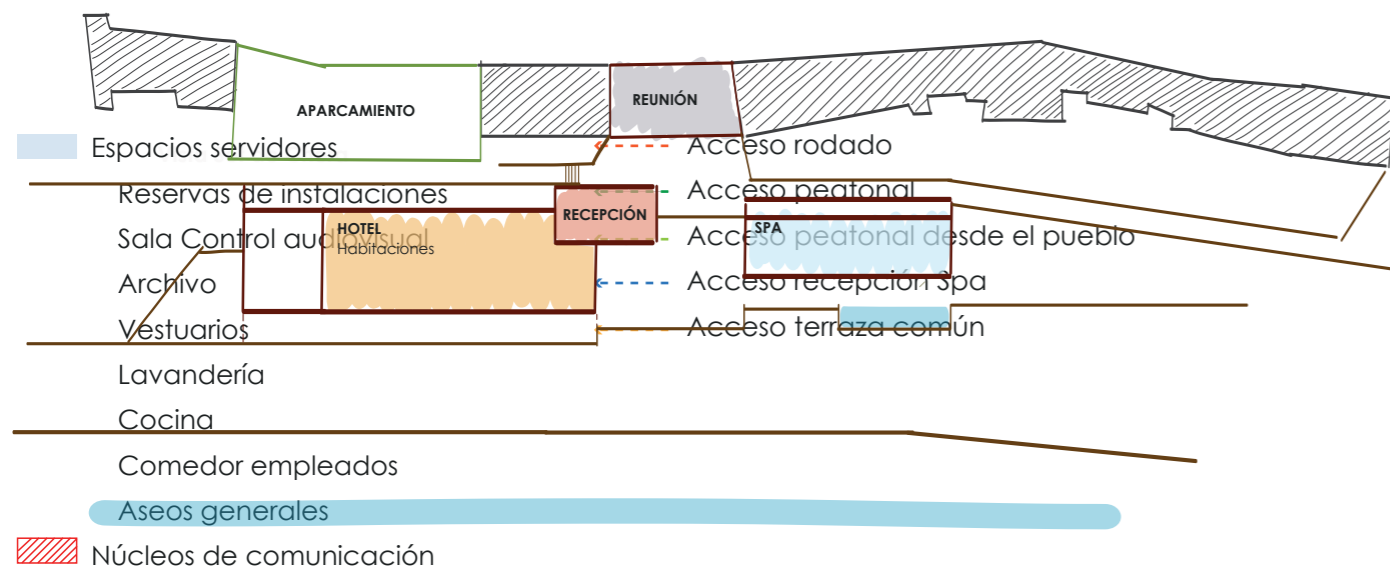 APARCAMIENTO
REUNIÓN
Espacios servidores
Acceso rodado
Reservas de instalaciones
Acceso peatonal
RECEPCIÓN
HOTEL
Habitaciones
SPA
Sala Control audiovisual
Acceso peatonal desde el pueblo
Archivo
Acceso recepción Spa
Vestuarios
Acceso terraza común
Lavandería
Cocina
Comedor empleados
Aseos generales
Núcleos de comunicación